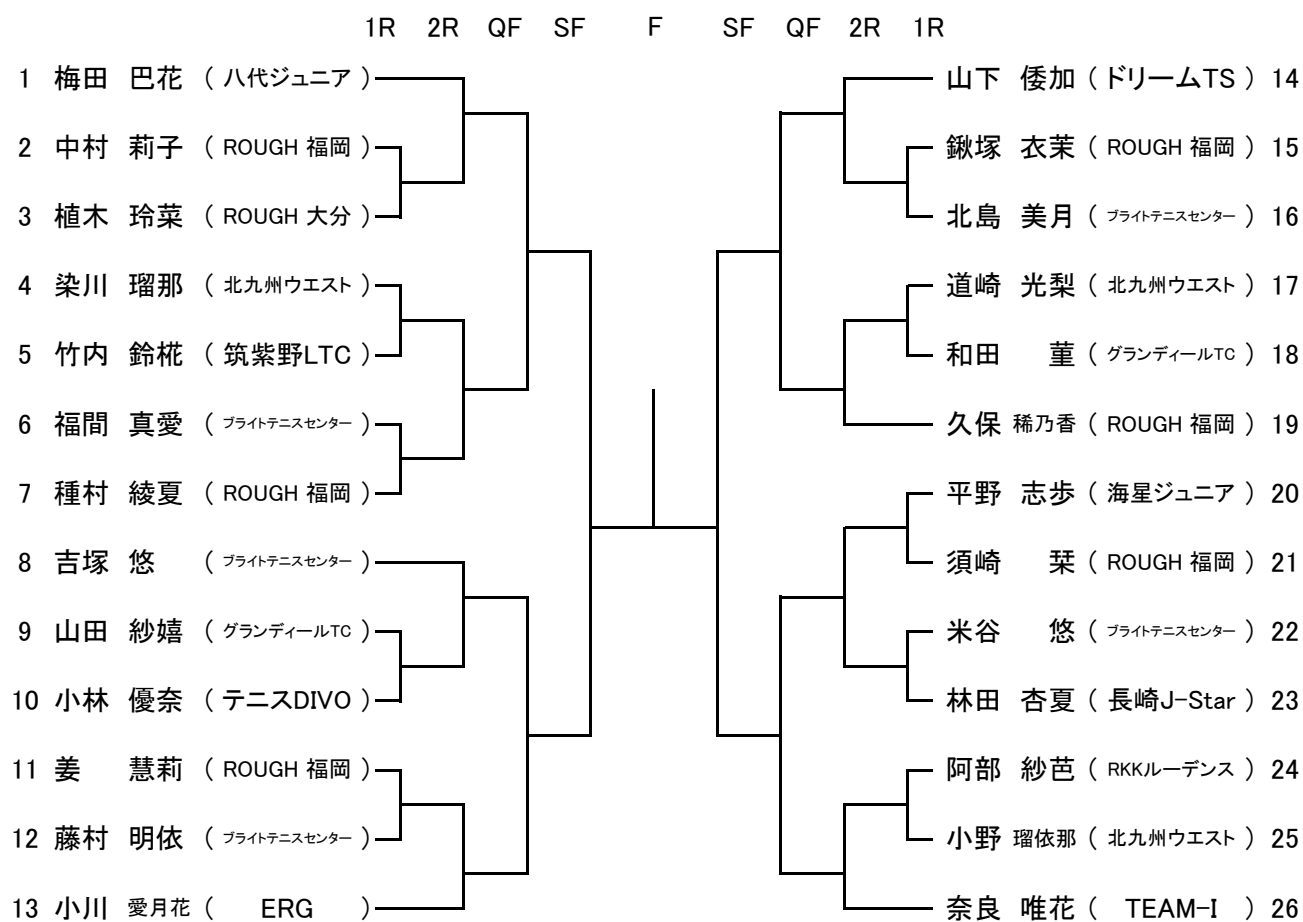 1R 2R QF SF F SF QF 2R 1R
1 梅田 巴花 ( 八代ジュニア ) 山下 倭加 ( ドリームTS ) 14
2 中村 莉子 ( ROUGH 福岡 ) 鍬塚 衣茉 ( ROUGH 福岡 ) 15
3 植木 玲菜 ( ROUGH 大分 ) 北島 美月 ( ブライトテニスセンター ) 16
4 染川 瑠那 ( 北九州ウエスト ) 道崎 光梨 ( 北九州ウエスト ) 17
5 竹内 鈴椛 ( 筑紫野LTC ) 和田 菫 ( グランディールTC ) 18
6 福間 真愛 ( ブライトテニスセンター ) 久保 稀乃香 ( ROUGH 福岡 ) 19
7 種村 綾夏 ( ROUGH 福岡 ) 平野 志歩 ( 海星ジュニア ) 20
8 吉塚 悠 ( ブライトテニスセンター ) 須崎 栞 ( ROUGH 福岡 ) 21
9 山田 紗嬉 ( グランディールTC ) 米谷 悠 ( ブライトテニスセンター ) 22
10 小林 優奈 ( テニスDIVO ) 林田 杏夏 ( 長崎J-Star ) 23
11 姜 慧莉 ( ROUGH 福岡 ) 阿部 紗芭 ( RKKルーデンス ) 24
12 藤村 明依 ( ブライトテニスセンター ) 小野 瑠依那 ( 北九州ウエスト ) 25
13 小川 愛月花 ( ERG ) 奈良 唯花 ( TEAM-I ) 26